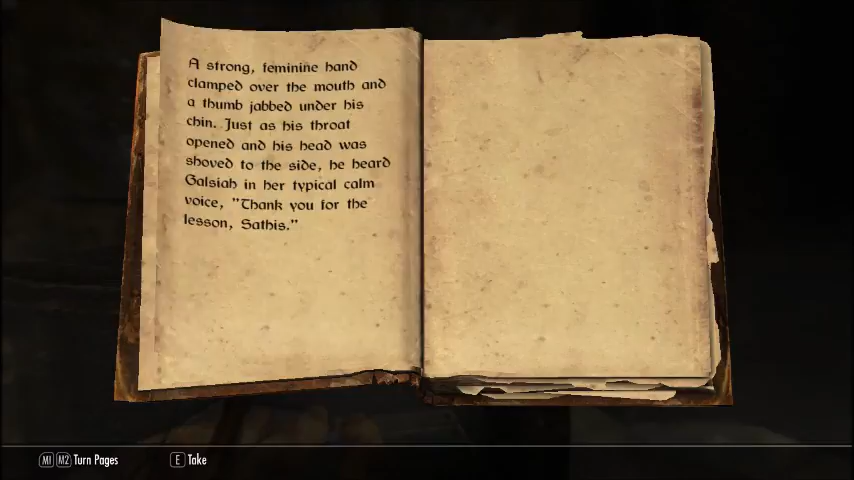 A strong, feminine hand
clamped over the mouth and
a thumb jabbed under his
chin. Just as his throat
opened and his head was
shoved to the side, he heard
Galsiah in her typical calm
voice, "Thank you for the
lesson, Sathis."
M1 M2 Turn Pages E Take